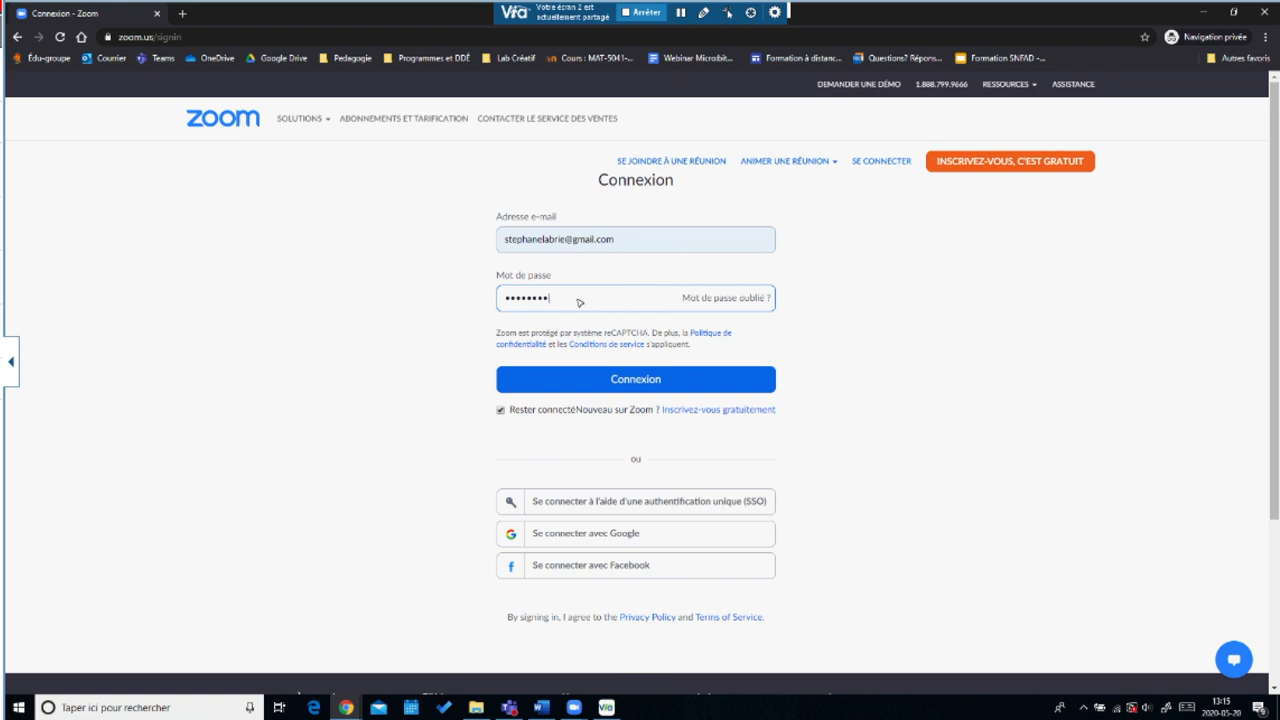 Connexion - Zoom
Via
Votre écran 2 est
actuellement partagé
Arrêter
zoom.us/signin
Navigation privée
Édu-groupe
Courrier
Teams
OneDrive
Google Drive
Pedagogie
Programmes et DDÉ
Lab Créatif
Cours : MAT-5041-...
Webinar Microbit...
Formation à distanc...
Questions? Répons...
Formation SNFAD -...
Autres favoris
DEMANDER UNE DÉMO
1.888.799.9666
RESSOURCES
ASSISTANCE
zoom
SOLUTIONS
ABONNEMENTS ET TARIFICATION
CONTACTER LE SERVICE DES VENTES
SE JOINDRE À UNE RÉUNION
ANIMER UNE RÉUNION
SE CONNECTER
INSCRIVEZ-VOUS, C'EST GRATUIT
Connexion
Adresse e-mail
stephanelabrie@gmail.com
Mot de passe
••••••••
Mot de passe oublié ?
Zoom est protégé par système reCAPTCHA. De plus, la Politique de
confidentialité et les Conditions de service s'appliquent.
Connexion
Rester connectéNouveau sur Zoom ? Inscrivez-vous gratuitement
ou
Se connecter à l'aide d'une authentification unique (SSO)
Se connecter avec Google
Se connecter avec Facebook
By signing in, I agree to the Privacy Policy and Terms of Service.
Taper ici pour rechercher
Via
13:15
2020-05-20